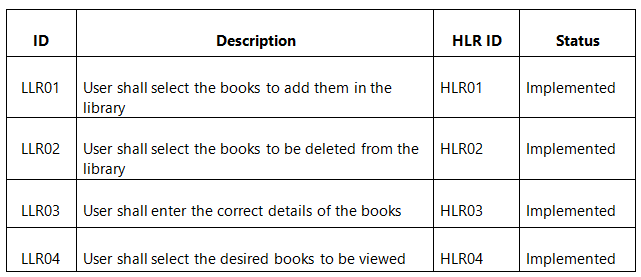 ID Description HLR ID Status
LLR01 User shall select the books to add them in the HLR01 Implemented
library
LLR02 User shall select the books to be deleted from the HLR02 Implemented
library
LLR03 User shall enter the correct details of the books HLR03 Implemented
LLR04 User shall select the desired books to be viewed HLR04 Implemented